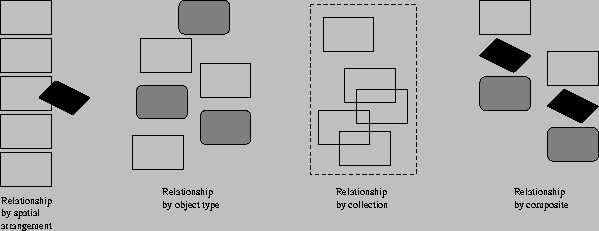 Relationship
by spatial
arrangement
Relationship
by object type
Relationship
by collection
Relationship
by composite